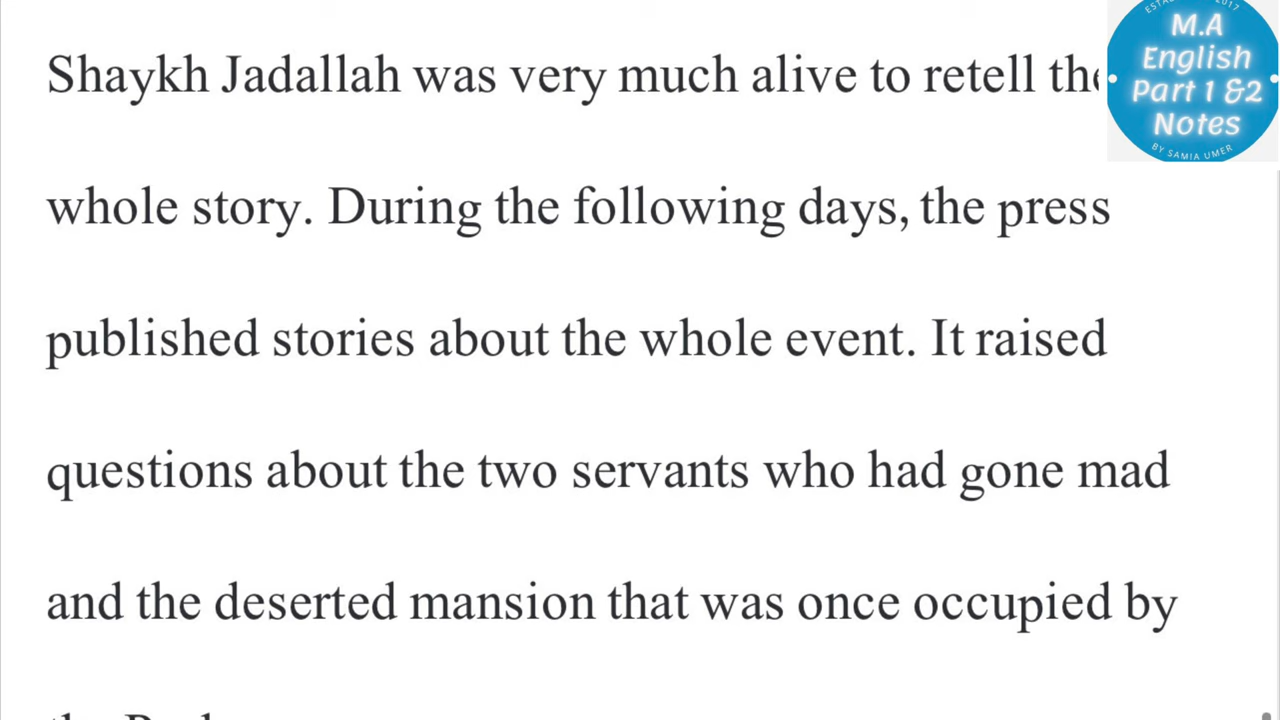 Shaykh Jadallah was very much alive to retell the
whole story. During the following days, the press
published stories about the whole event. It raised
questions about the two servants who had gone mad
and the deserted mansion that was once occupied by
2017
M.A
English
Part 1 &2
Notes
BY SAMIA UMER